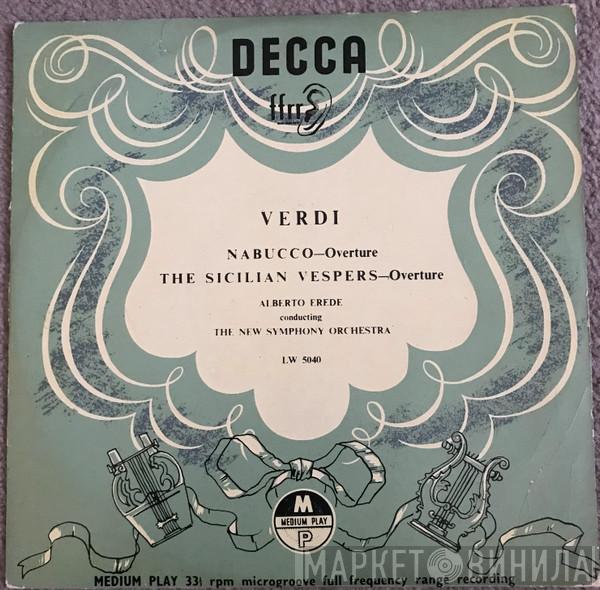 DECCA
ffrr
VERDI
NABUCCO—Overture
THE SICILIAN VESPERS—Overture
ALBERTO EREDE
conducting
THE NEW SYMPHONY ORCHESTRA
LW 5040
M
MEDIUM PLAY
P
МАРКЕТ ВИНИЛА
MEDIUM PLAY 33⅓ rpm microgroove full frequency range recording